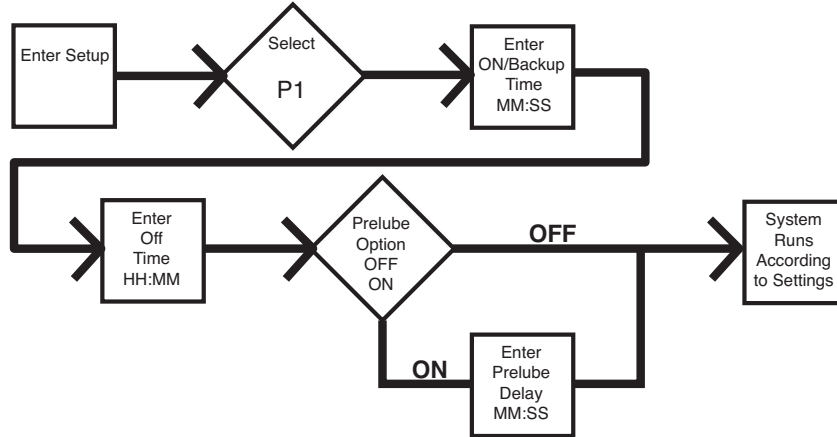 Enter Setup
Select
P1
Enter
ON/Backup
Time
MM:SS
Enter
Off
Time
HH:MM
Prelube
Option
OFF
ON
OFF
ON
Enter
Prelube
Delay
MM:SS
System
Runs
According
to Settings